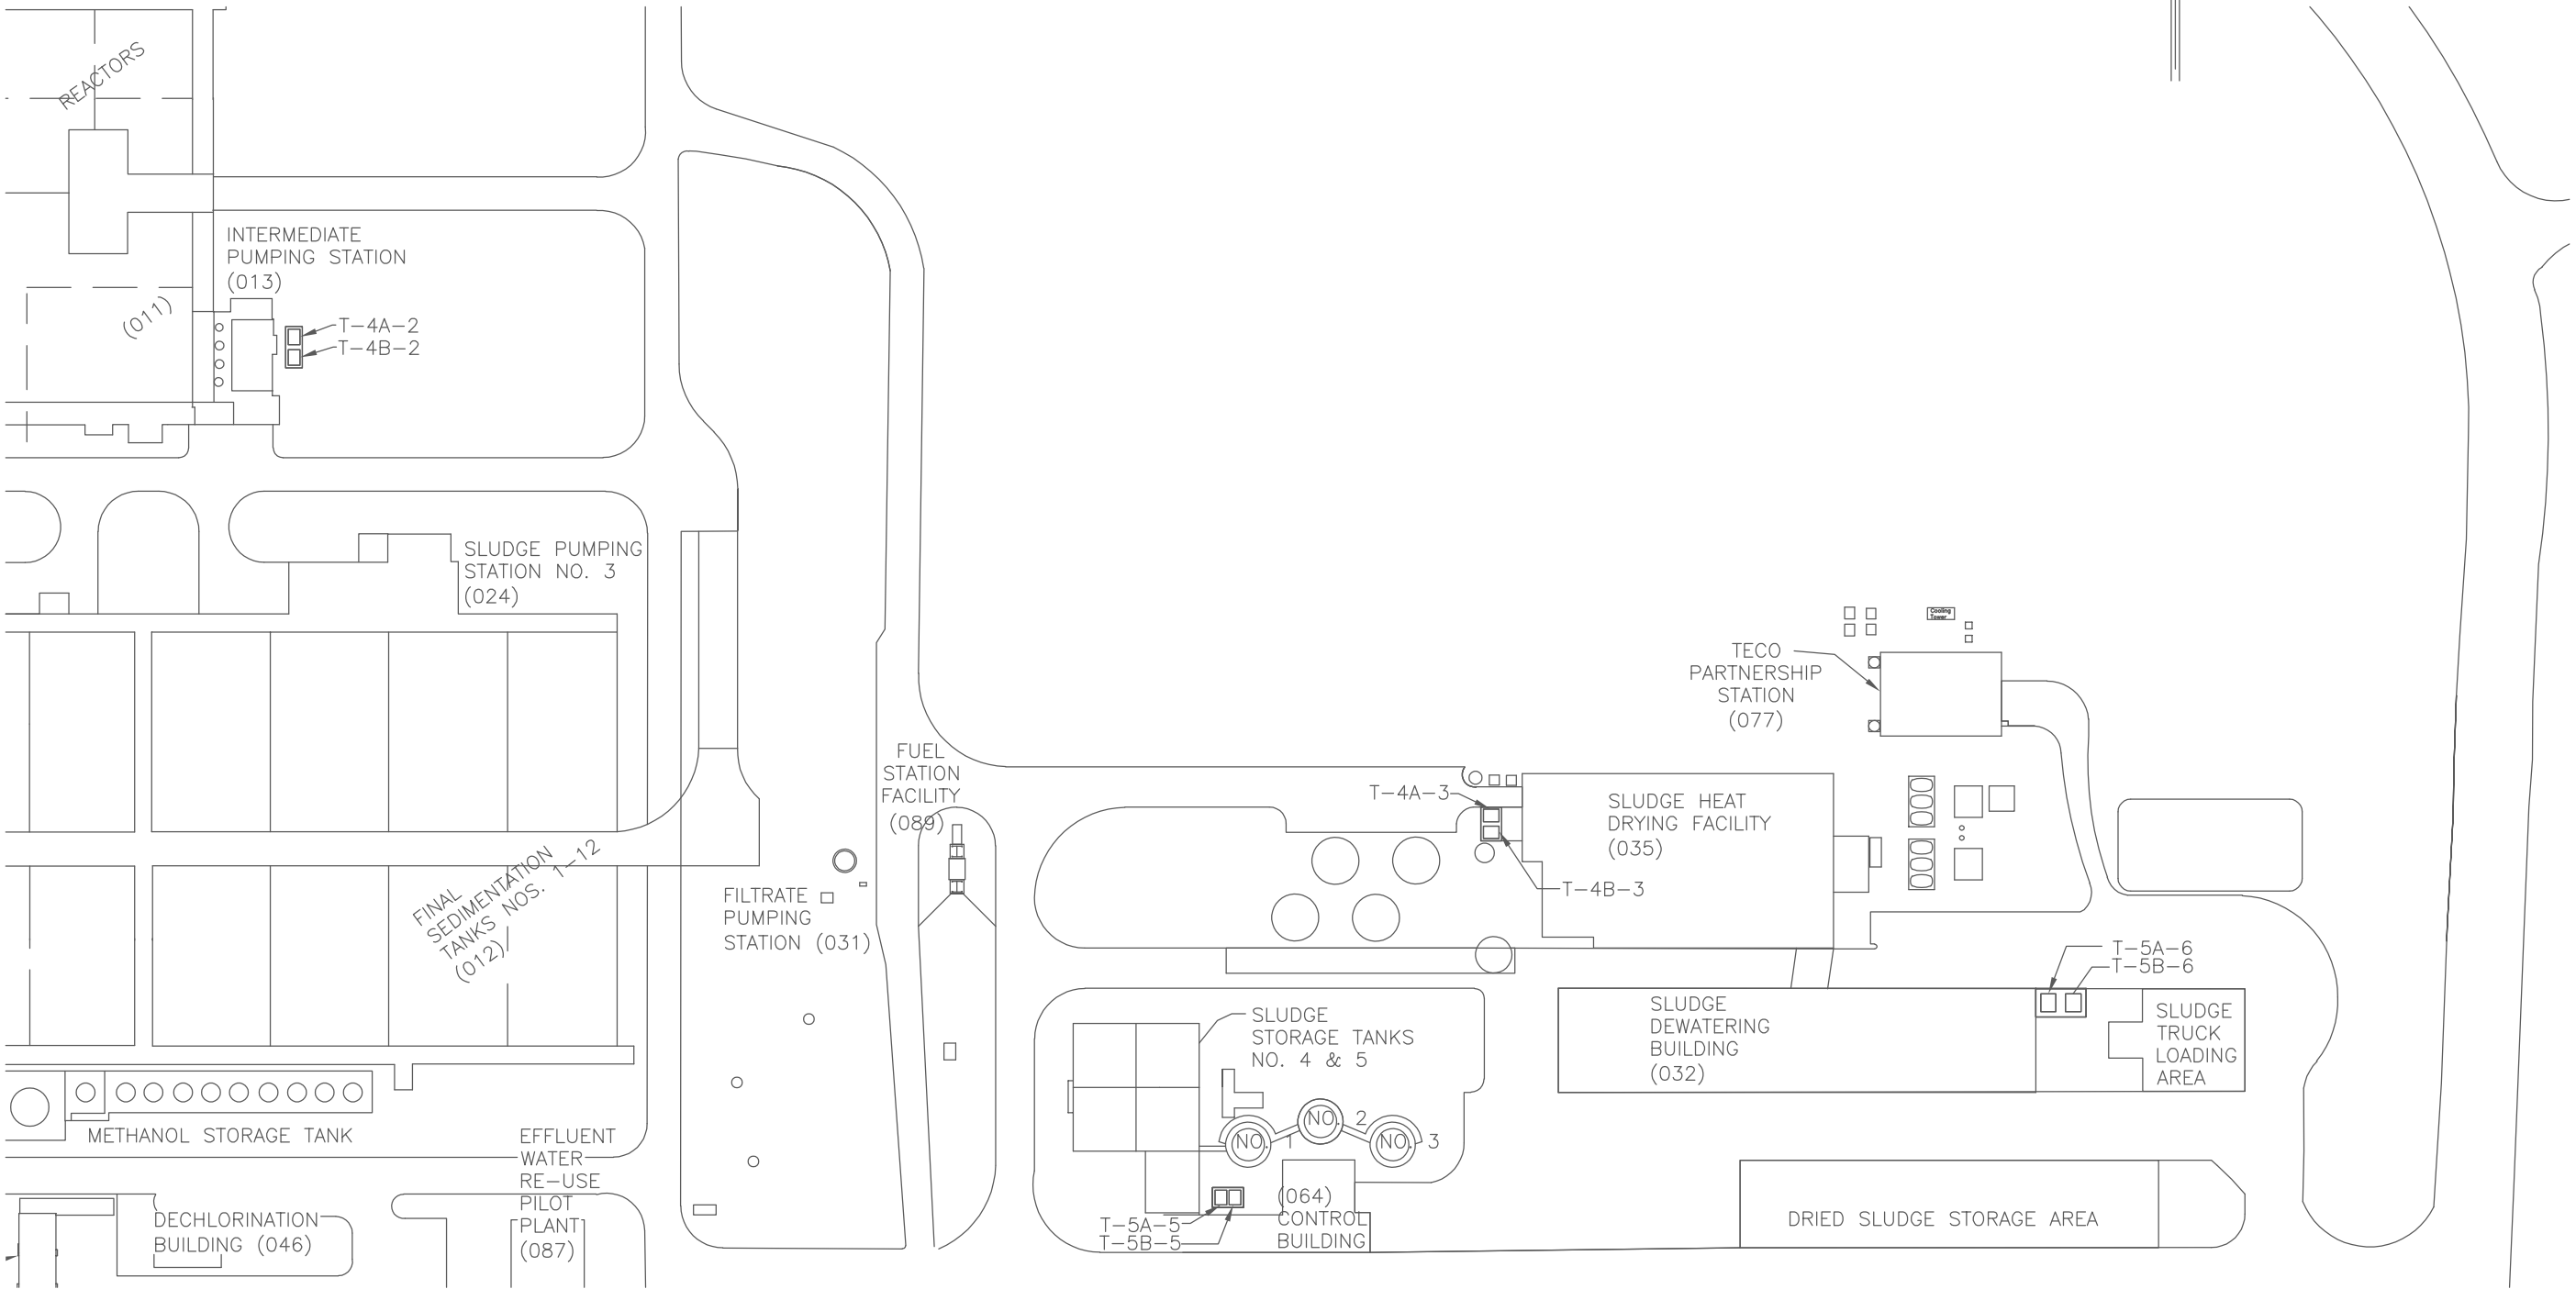 REACTORS
(011)
INTERMEDIATE
PUMPING STATION
(013)
T-4A-2
T-4B-2
SLUDGE PUMPING
STATION NO. 3
(024)
FINAL
SEDIMENTATION
TANKS NOS. 1-12
(012)
METHANOL STORAGE TANK
DECHLORINATION
BUILDING (046)
EFFLUENT
WATER
RE-USE
PILOT
PLANT
(087)
FILTRATE
PUMPING
STATION (031)
FUEL
STATION
FACILITY
(089)
T-4A-3
T-4B-3
SLUDGE HEAT
DRYING FACILITY
(035)
TECO
PARTNERSHIP
STATION
(077)
Cooling
Tower
SLUDGE
STORAGE TANKS
NO. 4 & 5
NO. 1
NO. 2
NO. 3
T-5A-5
T-5B-5
(064)
CONTROL
BUILDING
SLUDGE
DEWATERING
BUILDING
(032)
T-5A-6
T-5B-6
SLUDGE
TRUCK
LOADING
AREA
DRIED SLUDGE STORAGE AREA